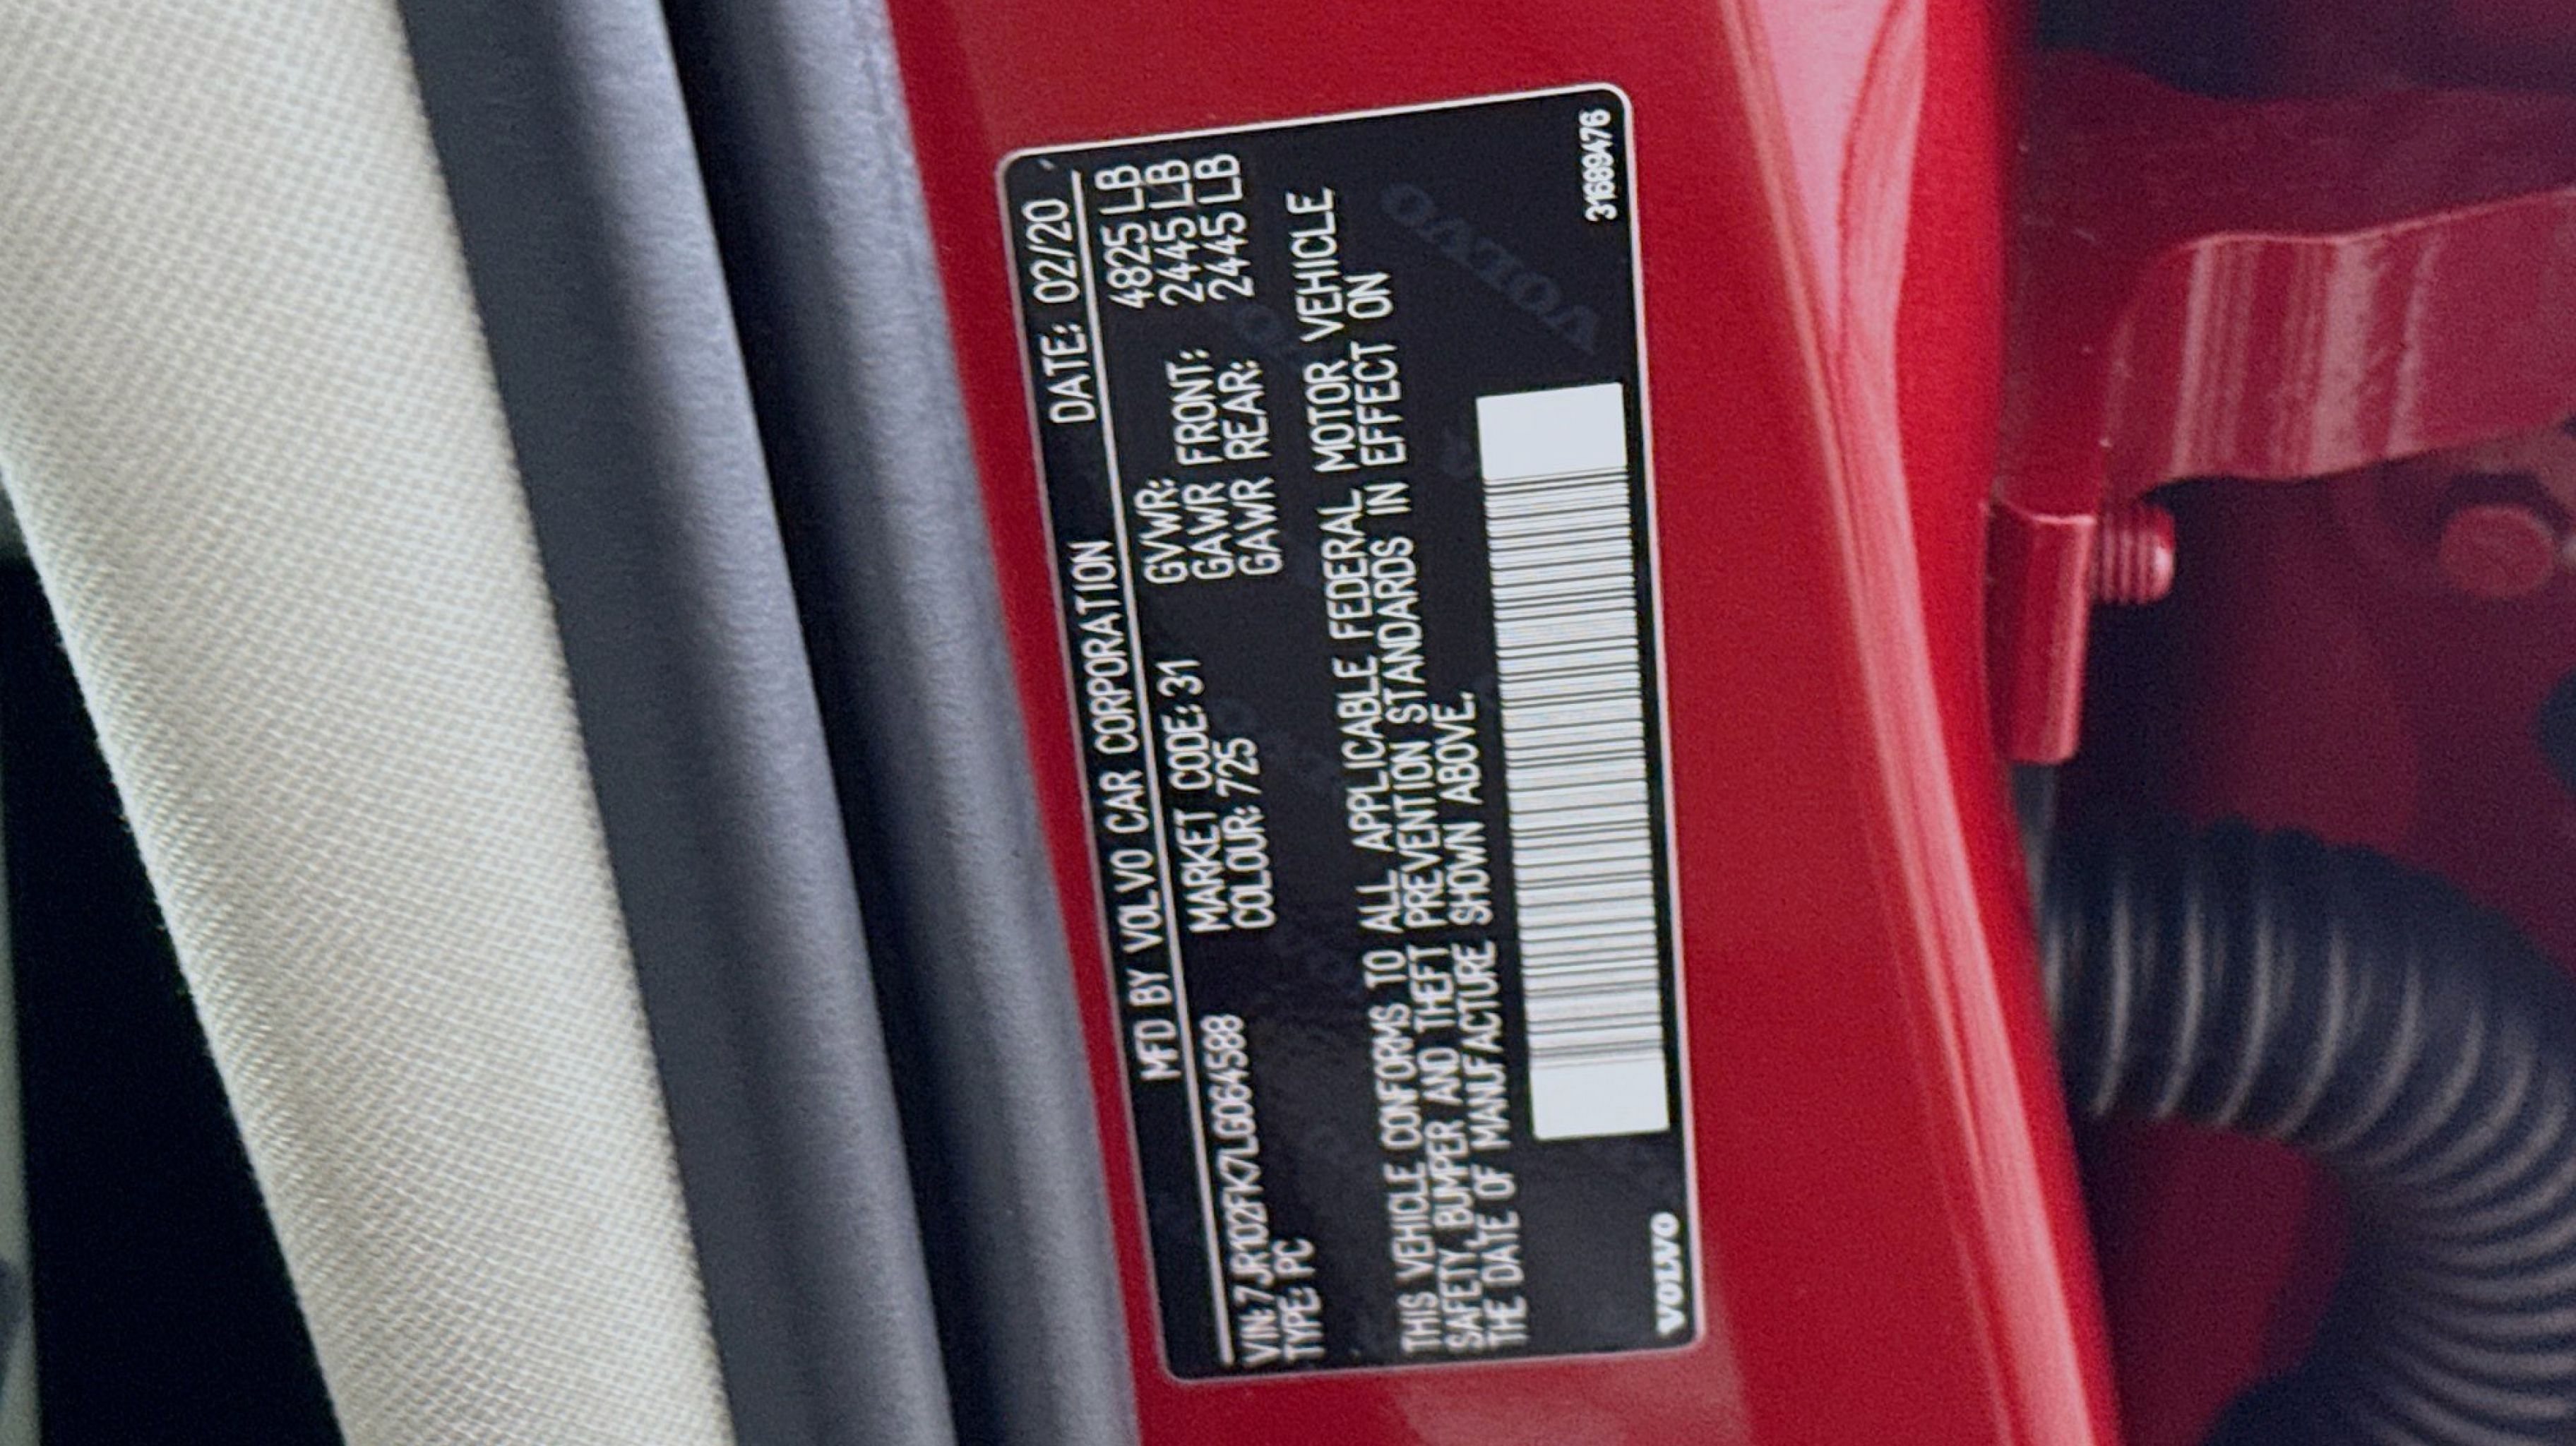 MFD BY VOLVO CAR CORPORATION DATE: 02/20
VIN: 7JR102FK7LG064588 MARKET CODE: 31 GVWR: 4825 LB
TYPE: PC COLOUR: 725 GAWR FRONT: 2445 LB
GAWR REAR: 2445 LB
THIS VEHICLE CONFORMS TO ALL APPLICABLE FEDERAL MOTOR VEHICLE
SAFETY, BUMPER AND THEFT PREVENTION STANDARDS IN EFFECT ON
THE DATE OF MANUFACTURE SHOWN ABOVE.
VOLVO 31689476
VOLVO